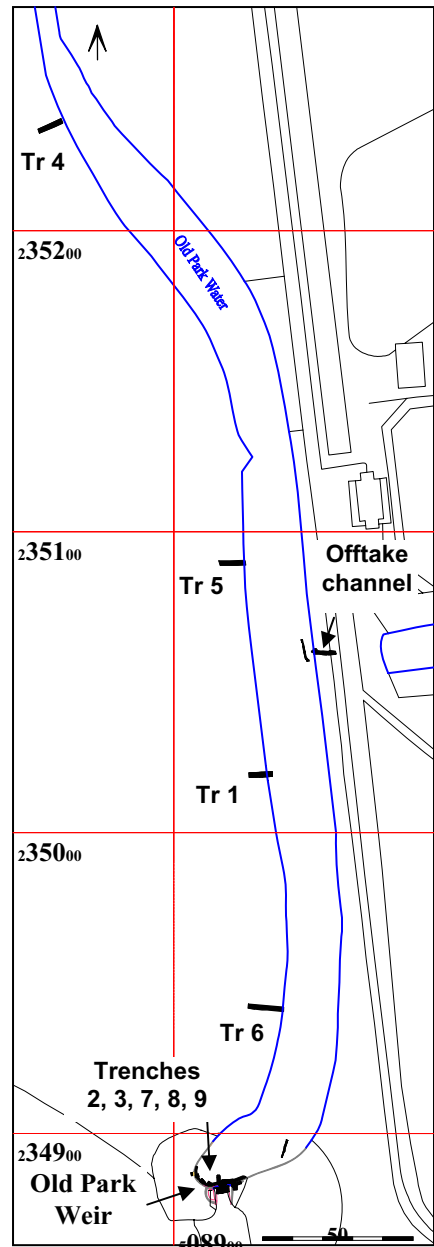 Tr 4
235200
Old Park Water
235100
Offtake
channel
Tr 5
Tr 1
235000
Tr 6
Trenches
2, 3, 7, 8, 9
234900
Old Park
Weir
508900
50